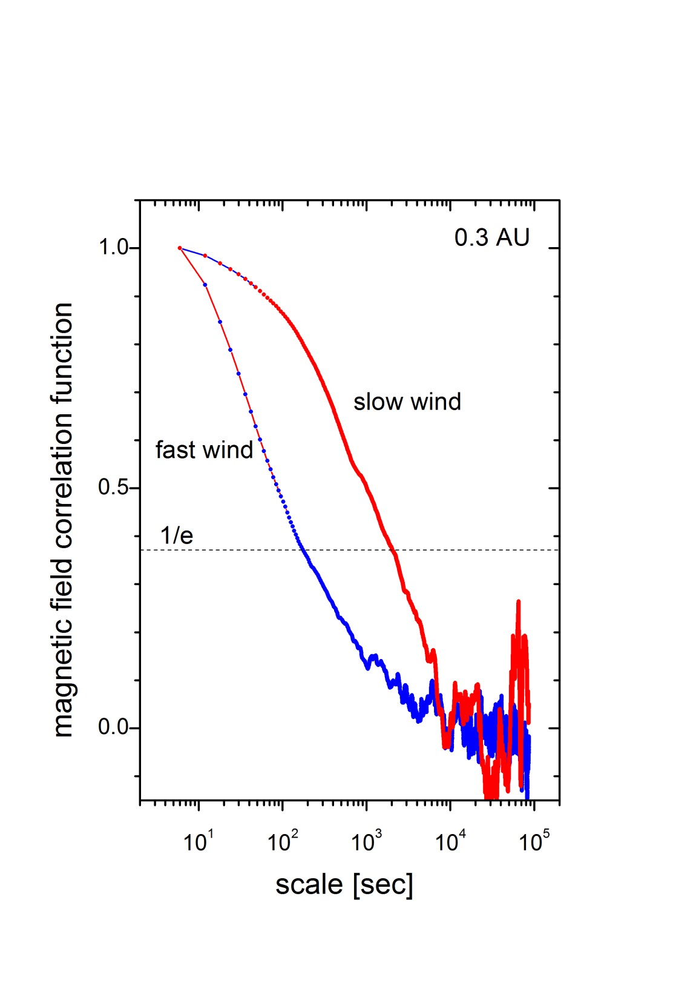 0.3 AU
1.0
slow wind
fast wind
0.5
1/e
0.0
magnetic field correlation function
10¹ 10² 10³ 10⁴ 10⁵
scale [sec]